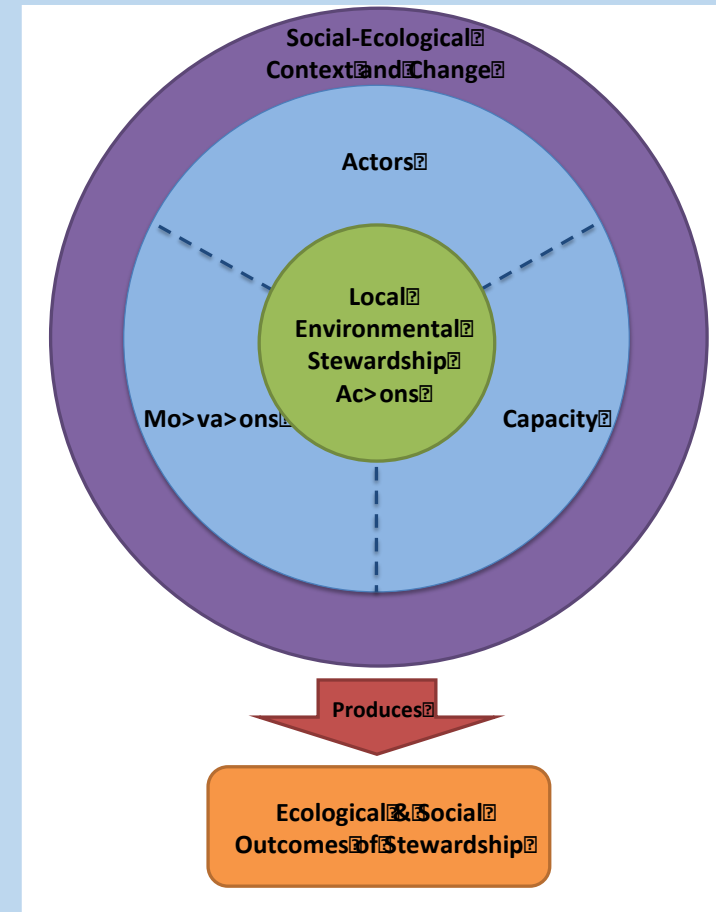 Social-Ecological⍰
Context⍰and⍰Change⍰
Actors⍰
Local⍰
Environmental⍰
Stewardship⍰
Ac>ons⍰
Mo>va>ons⍰
Capacity⍰
Produces⍰
Ecological⍰&⍰Social⍰
Outcomes⍰of⍰Stewardship⍰